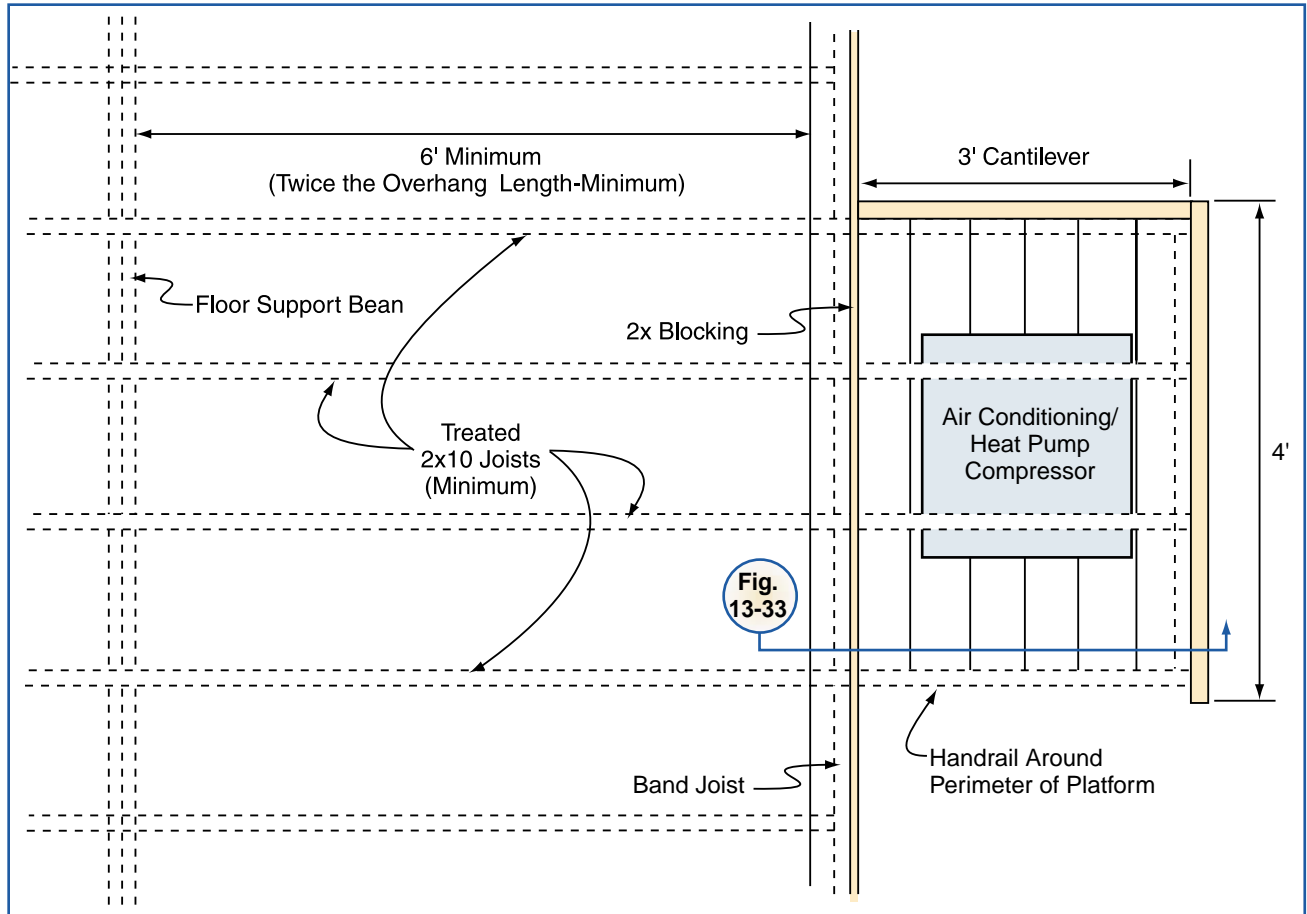 6' Minimum
(Twice the Overhang Length-Minimum)
3' Cantilever
Floor Support Bean
2x Blocking
Treated
2x10 Joists
(Minimum)
Air Conditioning/
Heat Pump
Compressor
4'
Fig.
13-33
Band Joist
Handrail Around
Perimeter of Platform